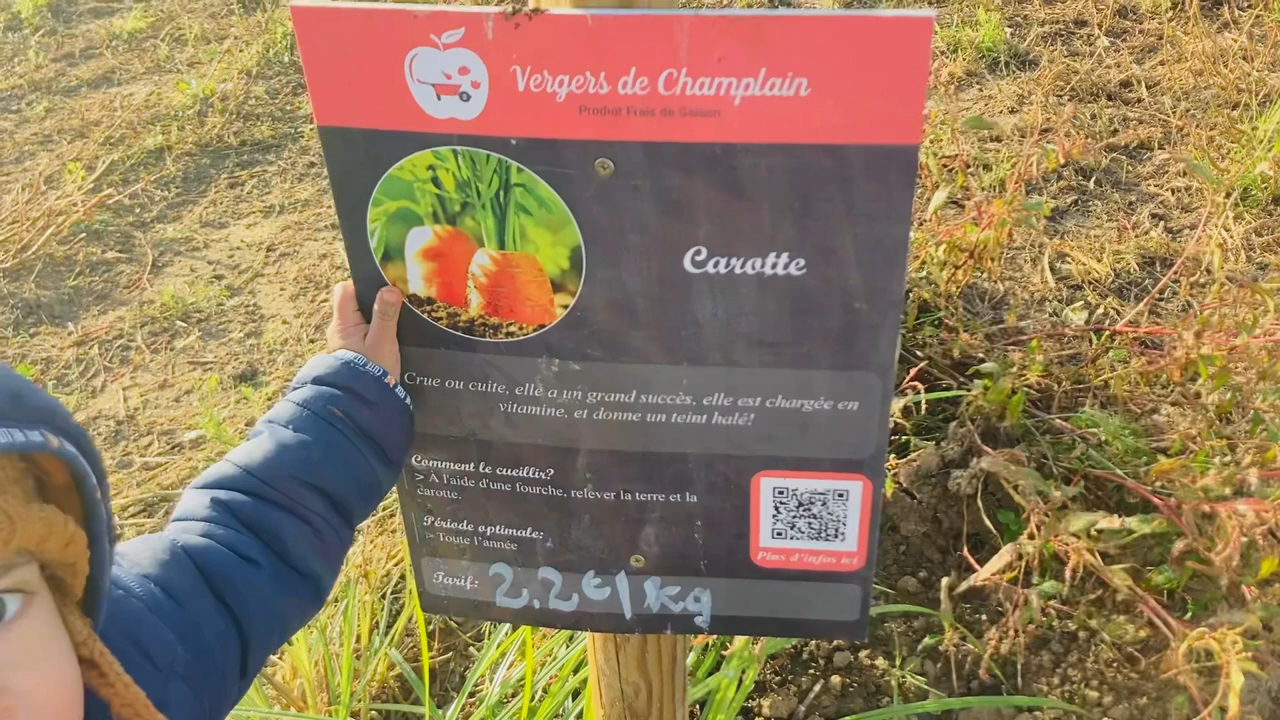 Vergers de Champlain
Produit Frais de Saison
Carotte
Crue ou cuite, elle a un grand succès, elle est chargée en
vitamine, et donne un teint halé!
Comment le cueillir?
> À l'aide d'une fourche, relever la terre et la
carotte.
Période optimale:
> Toute l'année
Plus d'infos ici
Tarif: 2.2€/kg